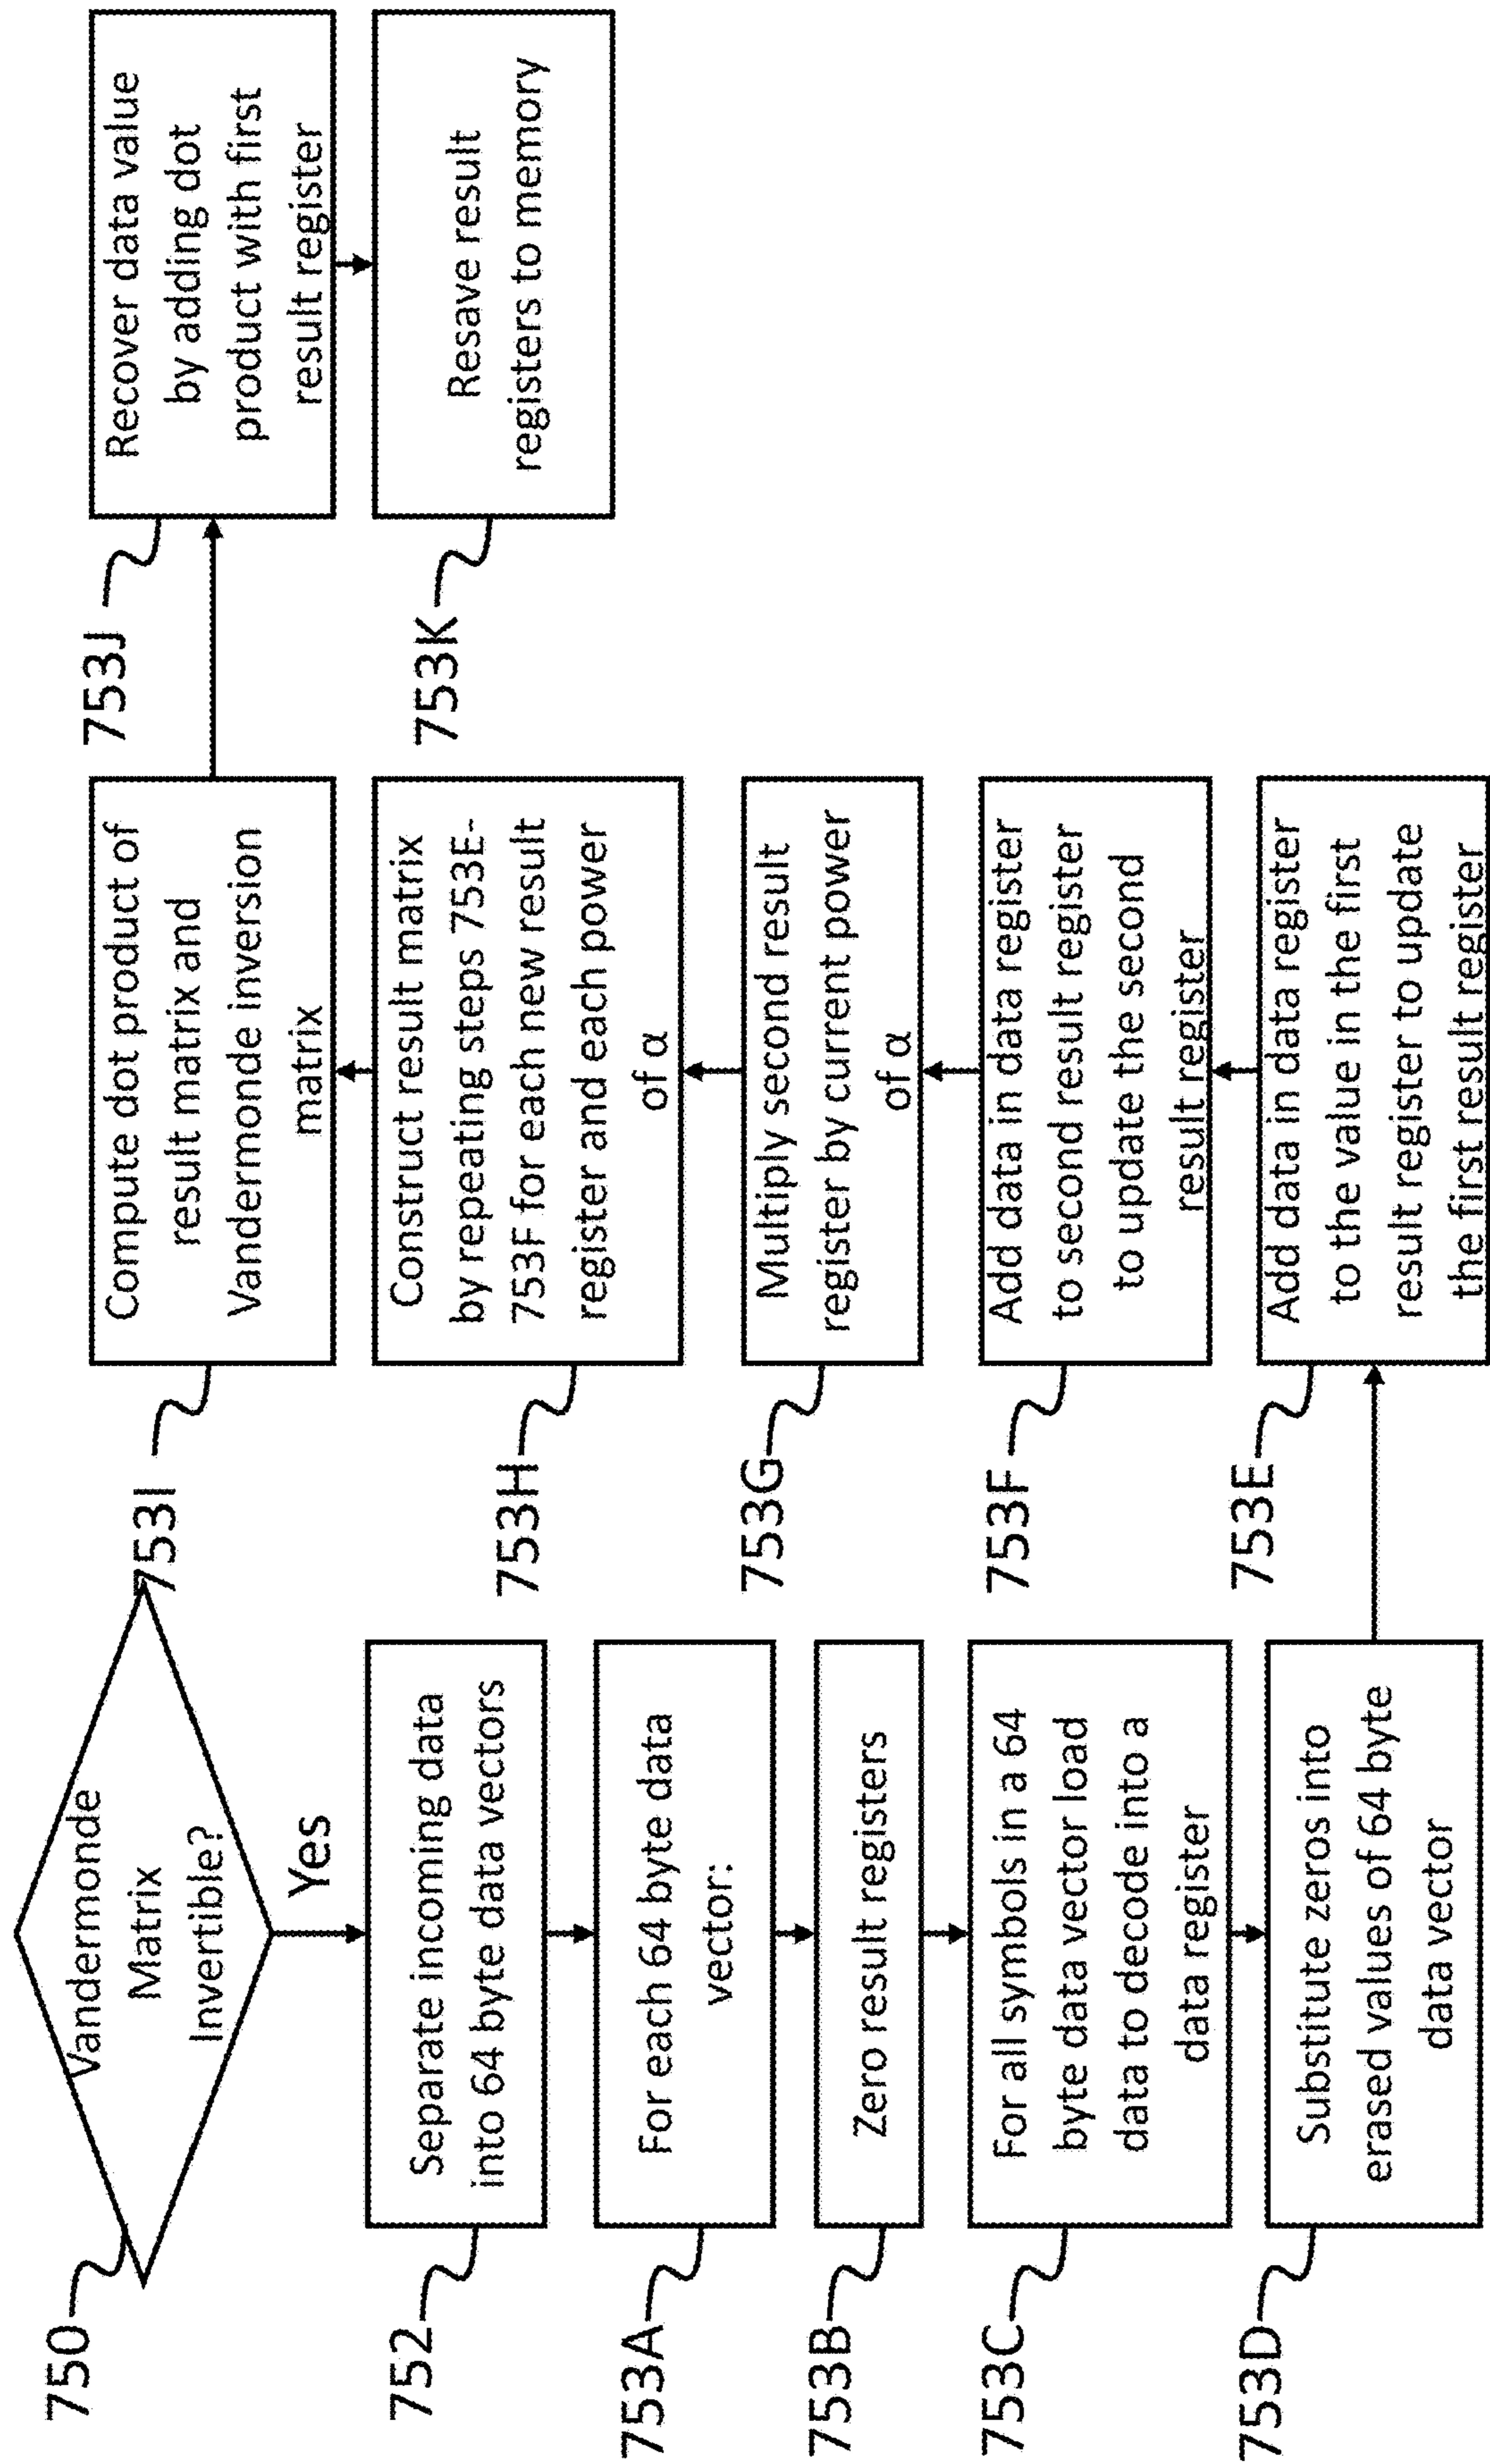 750
Vandermonde
Matrix
Invertible?
Yes
752
Separate incoming data
into 64 byte data vectors
753A
For each 64 byte data
vector:
753B
Zero result registers
753C
For all symbols in a 64
byte data vector load
data to decode into a
data register
753D
Substitute zeros into
erased values of 64 byte
data vector
753E
Add data in data register
to the value in the first
result register to update
the first result register
753F
Add data in data register
to second result register
to update the second
result register
753G
Multiply second result
register by current power
of α
753H
Construct result matrix
by repeating steps 753E-
753F for each new result
register and each power
of α
753I
Compute dot product of
result matrix and
Vandermonde inversion
matrix
753J
Recover data value
by adding dot
product with first
result register
753K
Resave result
registers to memory